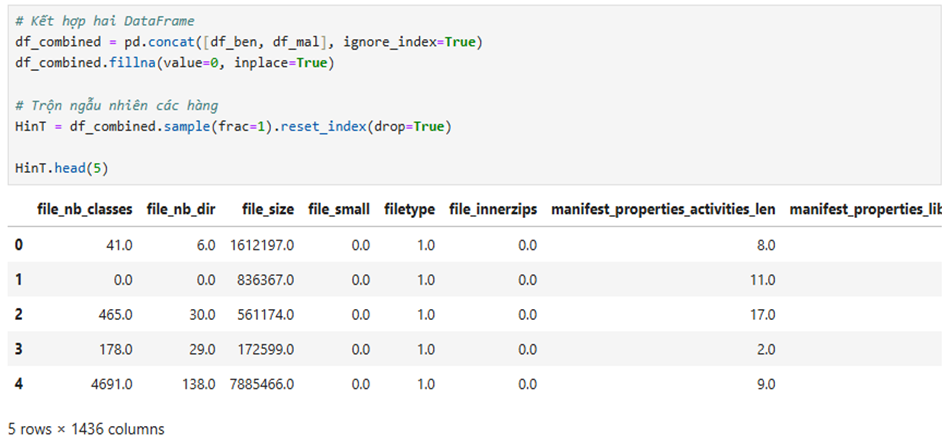 # Kết hợp hai DataFrame
df_combined = pd.concat([df_ben, df_mal], ignore_index=True)
df_combined.fillna(value=0, inplace=True)
# Trộn ngẫu nhiên các hàng
HinT = df_combined.sample(frac=1).reset_index(drop=True)
HinT.head(5)
file_nb_classes file_nb_dir file_size file_small filetype file_innerzips manifest_properties_activities_len manifest_properties_lib
0 41.0 6.0 1612197.0 0.0 1.0 0.0 8.0
1 0.0 0.0 836367.0 0.0 1.0 0.0 11.0
2 465.0 30.0 561174.0 0.0 1.0 0.0 17.0
3 178.0 29.0 172599.0 0.0 1.0 0.0 2.0
4 4691.0 138.0 7885466.0 0.0 1.0 0.0 9.0
5 rows × 1436 columns